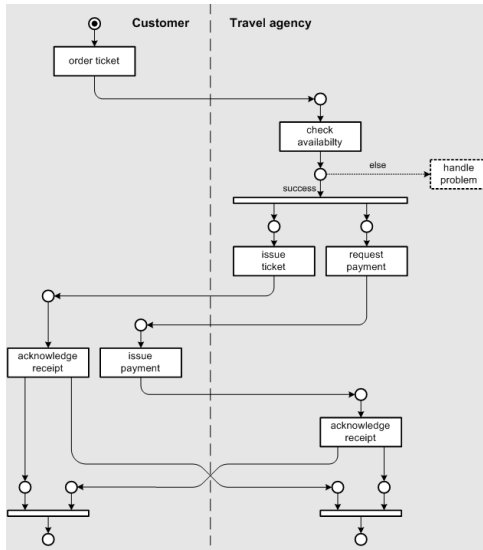 Customer
Travel agency
order ticket
check
availabilty
else
handle
problem
success
issue
ticket
request
payment
acknowledge
receipt
issue
payment
acknowledge
receipt